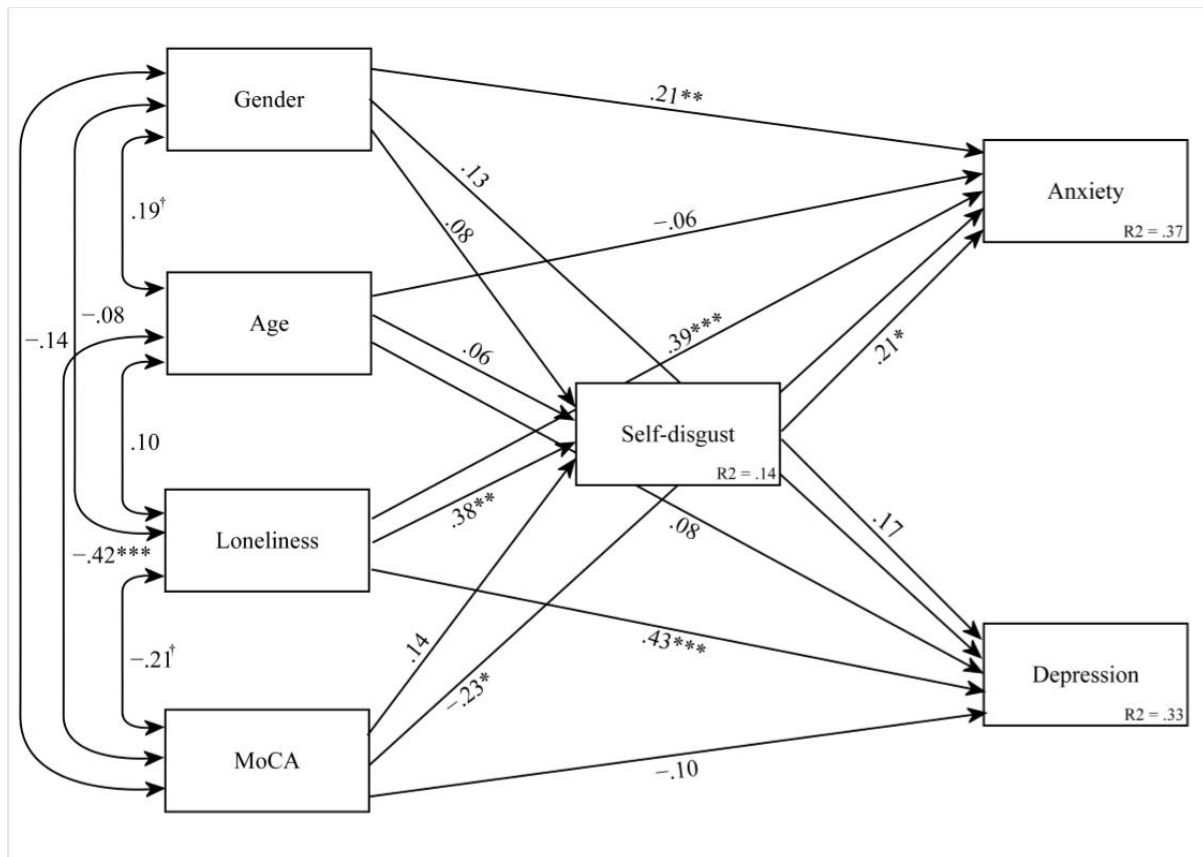 Gender
.21**
.13
Anxiety
R2 = .37
.19†
.08
−.06
Age
−.08
−.14
.06
.39***
.21*
Self-disgust
R2 = .14
.10
Loneliness
.38**
.08
.17
−.42***
.43***
−.21†
.14
−.23*
Depression
R2 = .33
MoCA
−.10